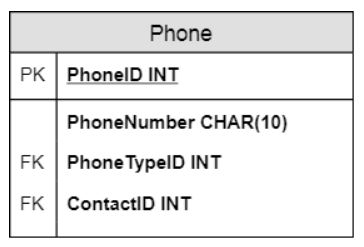 Phone
PK PhoneID INT
PhoneNumber CHAR(10)
FK PhoneTypeID INT
FK ContactID INT